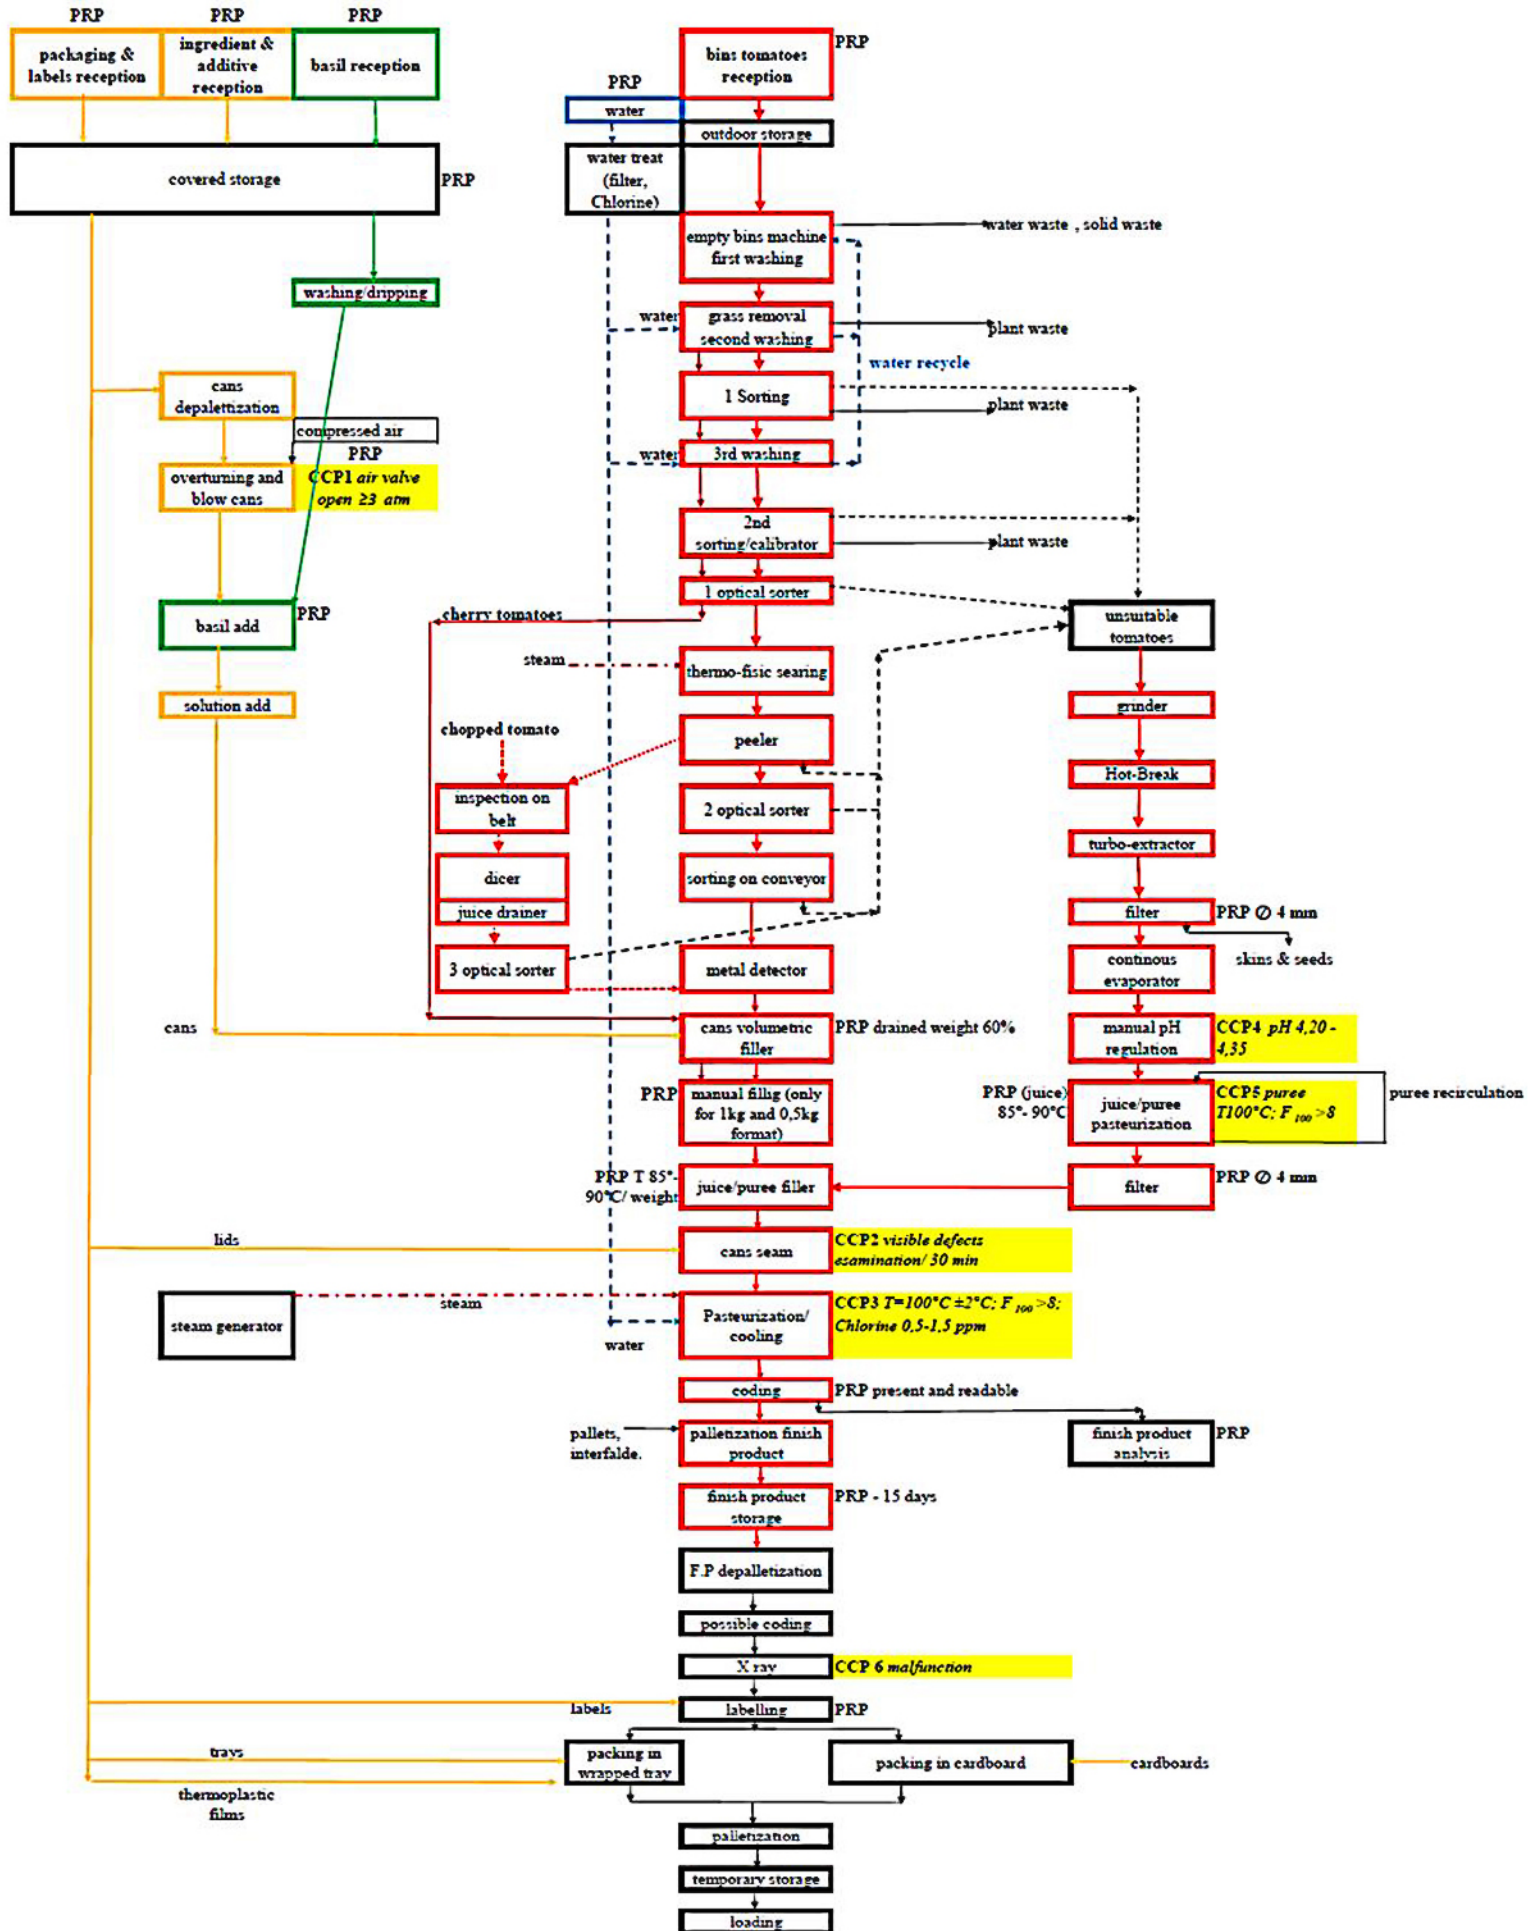 PRP
PRP
PRP
packaging &
labels reception
ingredient &
additive
reception
basil reception
bins tomatoes
reception
PRP
PRP
water
outdoor storage
covered storage
PRP
water treat
(filter,
Chlorine)
empty bins machine
first washing
water waste , solid waste
washing/dripping
water
grass removal
second washing
plant waste
water recycle
cans
depalettization
1 Sorting
plant waste
compressed air
PRP
water
3rd washing
overturning and
blow cans
CCP1 air valve
open ≥3 atm
2nd
sorting/calibrator
plant waste
1 optical sorter
cherry tomatoes
basil add
PRP
unsuitable
tomatoes
steam
thermo-fisic searing
solution add
grinder
chopped tomato
peeler
Hot-Break
inspection on
belt
2 optical sorter
turbo-extractor
dicer
sorting on conveyor
juice drainer
filter
PRP ∅ 4 mm
skins & seeds
3 optical sorter
metal detector
continous
evaporator
cans
cans volumetric
filler
PRP drained weight 60%
manual pH
regulation
CCP4 pH 4,20 -
4,35
PRP
manual fillig (only
for 1kg and 0,5kg
format)
PRP (juice)
85°- 90°C
juice/puree
pasteurization
CCP5 puree
T100°C; F 100 >8
puree recirculation
PRP T 85°-
90°C/ weight
juice/puree filler
filter
PRP ∅ 4 mm
lids
cans seam
CCP2 visible defects
esamination/ 30 min
steam generator
steam
Pasteurization/
cooling
CCP3 T=100°C ±2°C; F 100 >8;
Chlorine 0,5-1,5 ppm
water
coding
PRP present and readable
pallets,
interfalde.
palletization finish
product
finish product
analysis
PRP
finish product
storage
PRP - 15 days
F.P depalletization
possible coding
X ray
CCP 6 malfunction
labels
labelling
PRP
trays
packing in
wrapped tray
packing in cardboard
cardboards
thermoplastic
films
palletization
temporary storage
loading